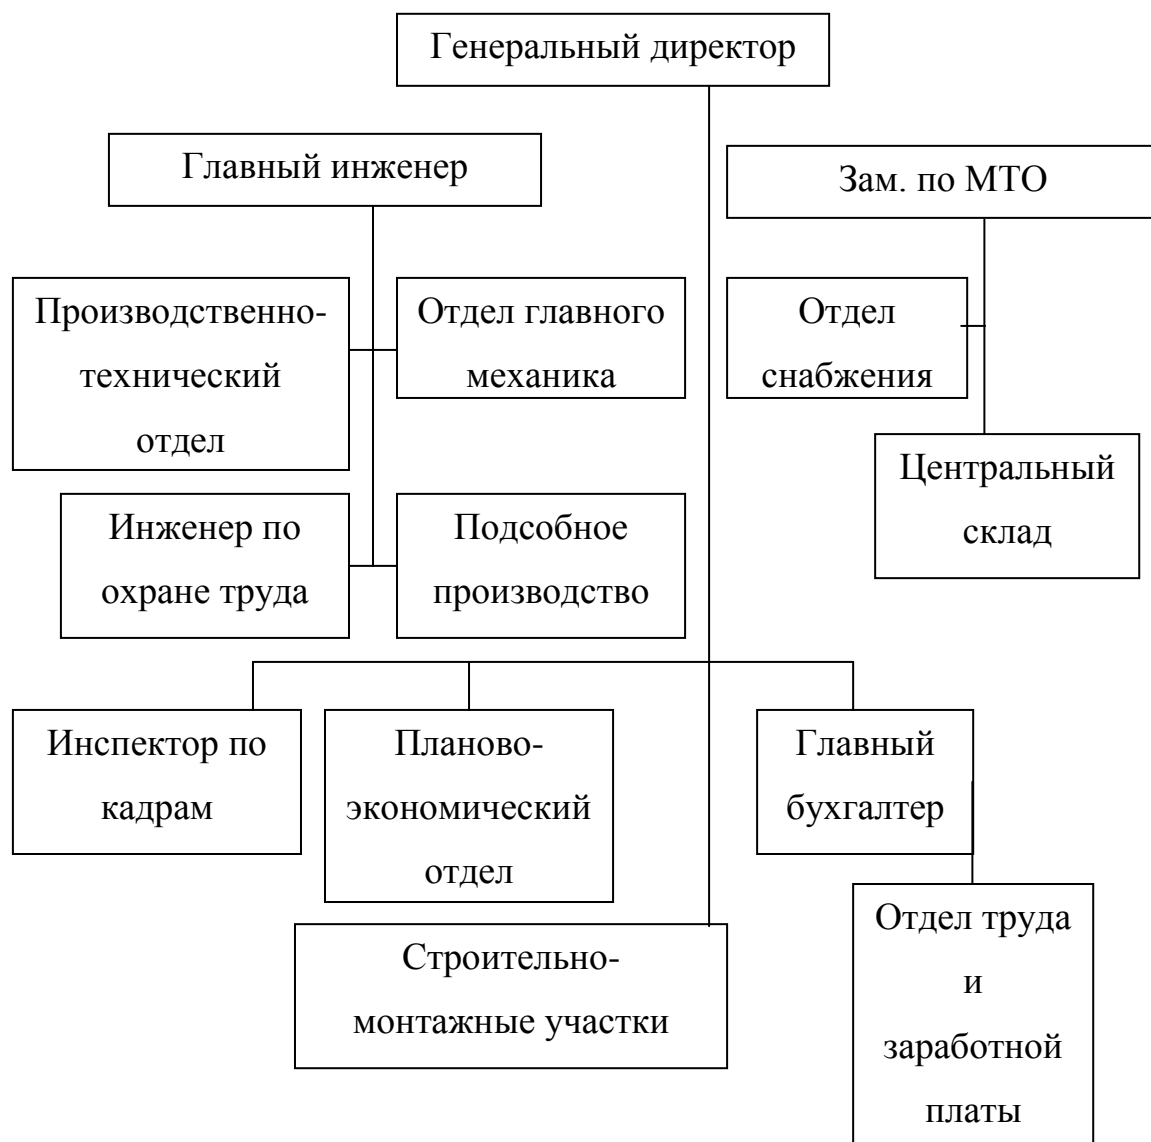 Генеральный директор
Главный инженер
Зам. по МТО
Производственно-
технический
отдел
Отдел главного
механика
Отдел
снабжения
Центральный
склад
Инженер по
охране труда
Подсобное
производство
Инспектор по
кадрам
Планово-
экономический
отдел
Главный
бухгалтер
Строительно-
монтажные участки
Отдел труда
и
заработной
платы